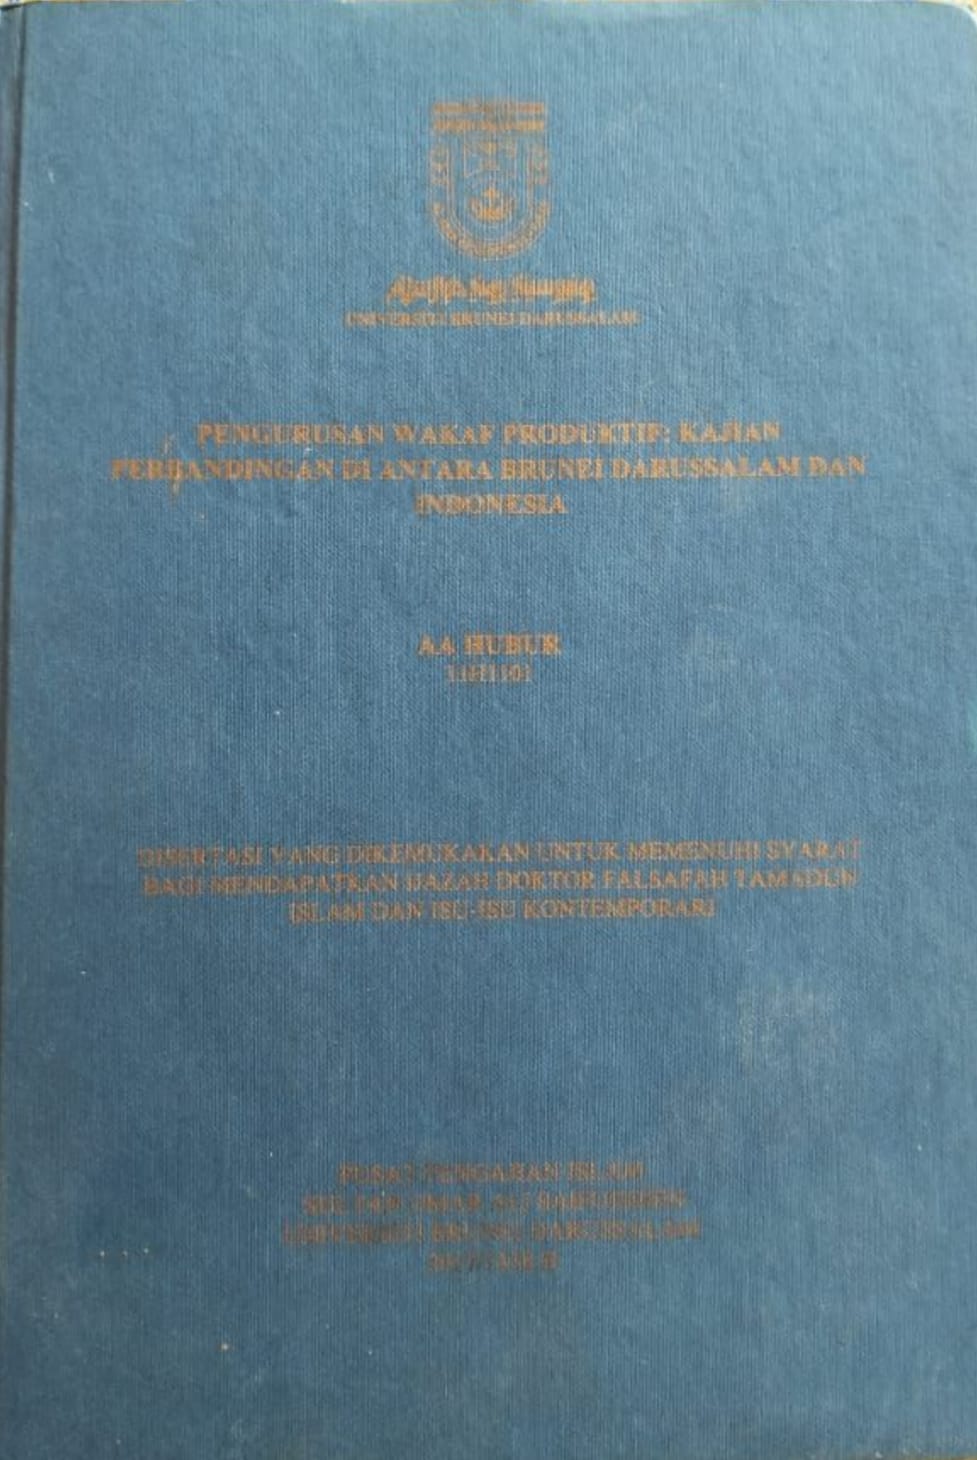 UNIVERSITI BRUNEI DARUSSALAM
PENGURUSAN WAKAF PRODUKTIF: KAJIAN
PERBANDINGAN DI ANTARA BRUNEI DARUSSALAM DAN
INDONESIA
AA HUBUR
11H1101
DISERTASI YANG DIKEMUKAKAN UNTUK MEMENUHI SYARAT
BAGI MENDAPATKAN IJAZAH DOKTOR FALSAFAH TAMADUN
ISLAM DAN ISU-ISU KONTEMPORARI
PUSAT PENGAJIAN ISLAM
SULTAN OMAR ALI SAIFUDDIEN
UNIVERSITI BRUNEI DARUSSALAM